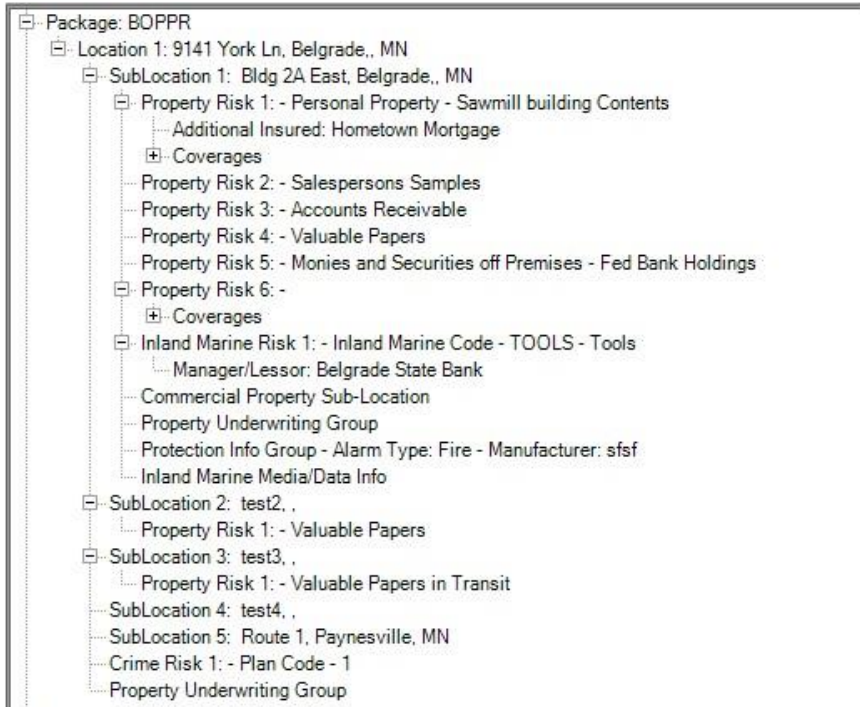 Package: BOPPR
Location 1: 9141 York Ln, Belgrade,, MN
SubLocation 1: Bldg 2A East, Belgrade,, MN
Property Risk 1: - Personal Property - Sawmill building Contents
Additional Insured: Hometown Mortgage
Coverages
Property Risk 2: - Salespersons Samples
Property Risk 3: - Accounts Receivable
Property Risk 4: - Valuable Papers
Property Risk 5: - Monies and Securities off Premises - Fed Bank Holdings
Property Risk 6: -
Coverages
Inland Marine Risk 1: - Inland Marine Code - TOOLS - Tools
Manager/Lessor: Belgrade State Bank
Commercial Property Sub-Location
Property Underwriting Group
Protection Info Group - Alarm Type: Fire - Manufacturer: sfsf
Inland Marine Media/Data Info
SubLocation 2: test2, ,
Property Risk 1: - Valuable Papers
SubLocation 3: test3, ,
Property Risk 1: - Valuable Papers in Transit
SubLocation 4: test4, ,
SubLocation 5: Route 1, Paynesville, MN
Crime Risk 1: - Plan Code - 1
Property Underwriting Group